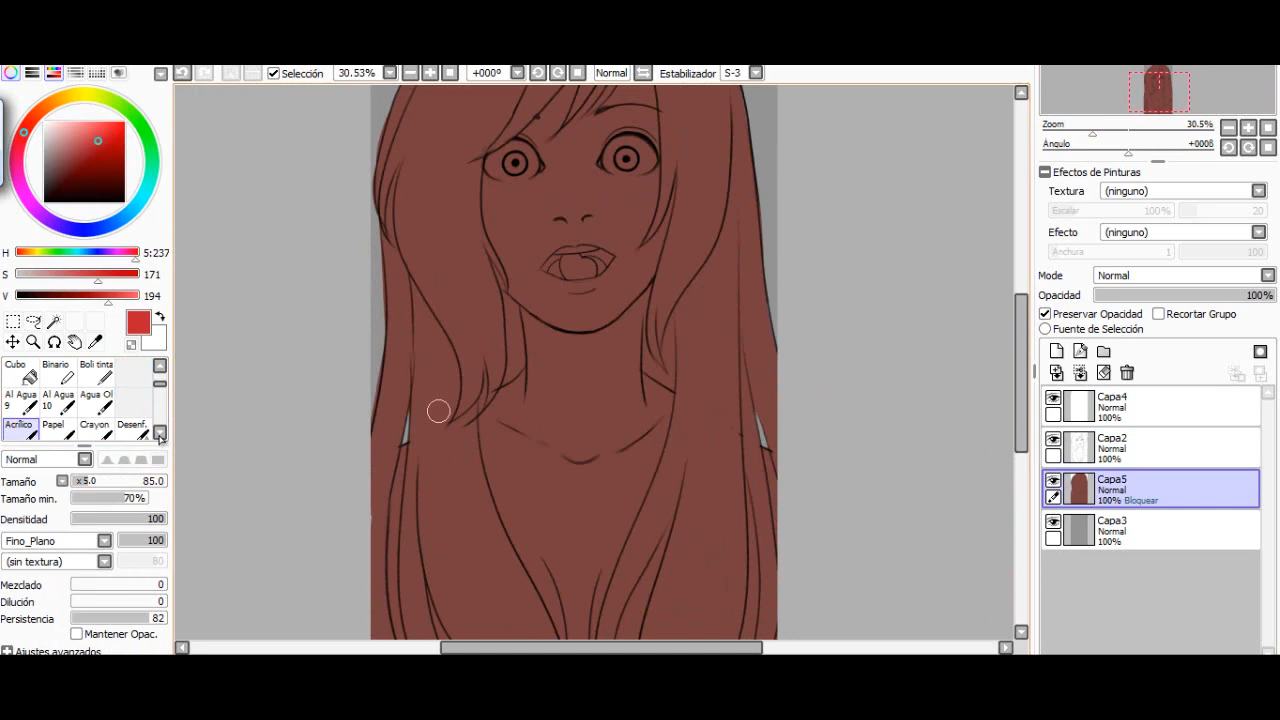 Selección 30.53% +000º Normal Estabilizador S-3
H 5:237
S 171
V 194
Cubo Binario Boli tinta
Al Agua 9 Al Agua 10 Agua Ol
Acrílico Papel Crayon Desenf.
Normal
Tamaño x 5.0 85.0
Tamaño min. 70%
Densitidad 100
Fino_Plano 100
(sin textura) 80
Mezclado 0
Dilución 0
Persistencia 82
Mantener Opac.
Ajustes avanzados
Zoom 30.5%
Ángulo +0008
Efectos de Pinturas
Textura (ninguno)
Escalar 100% 20
Efecto (ninguno)
Anchura 1 100
Mode Normal
Opacidad 100%
Preservar Opacidad Recortar Grupo
Fuente de Selección
Capa4
Normal
100%
Capa2
Normal
100%
Capa5
Normal
100% Bloquear
Capa3
Normal
100%